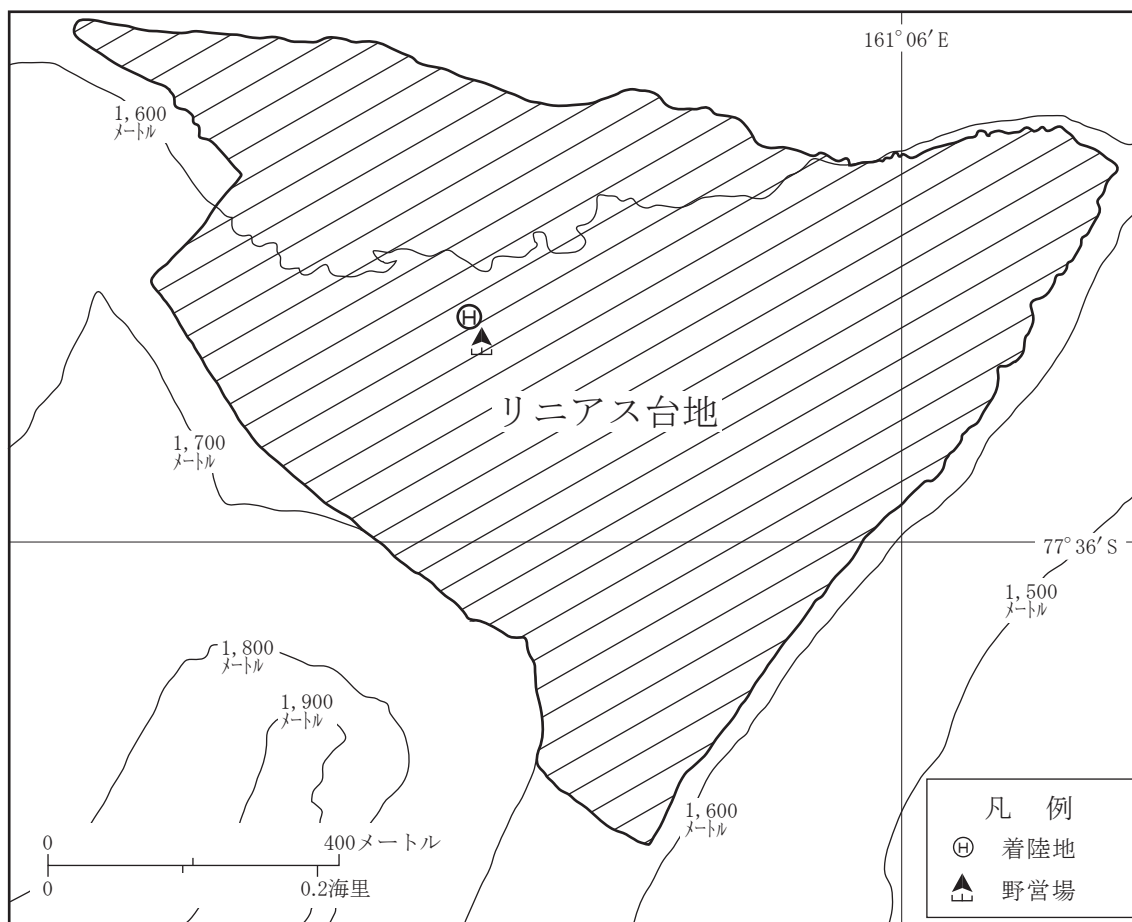 161°06′E
1,600
メートル
リニアス台地
1,700
メートル
77°36′S
1,500
メートル
1,800
メートル
1,900
メートル
1,600
メートル
0 400メートル
0 0.2海里
凡 例
Ⓗ 着陸地
野営場